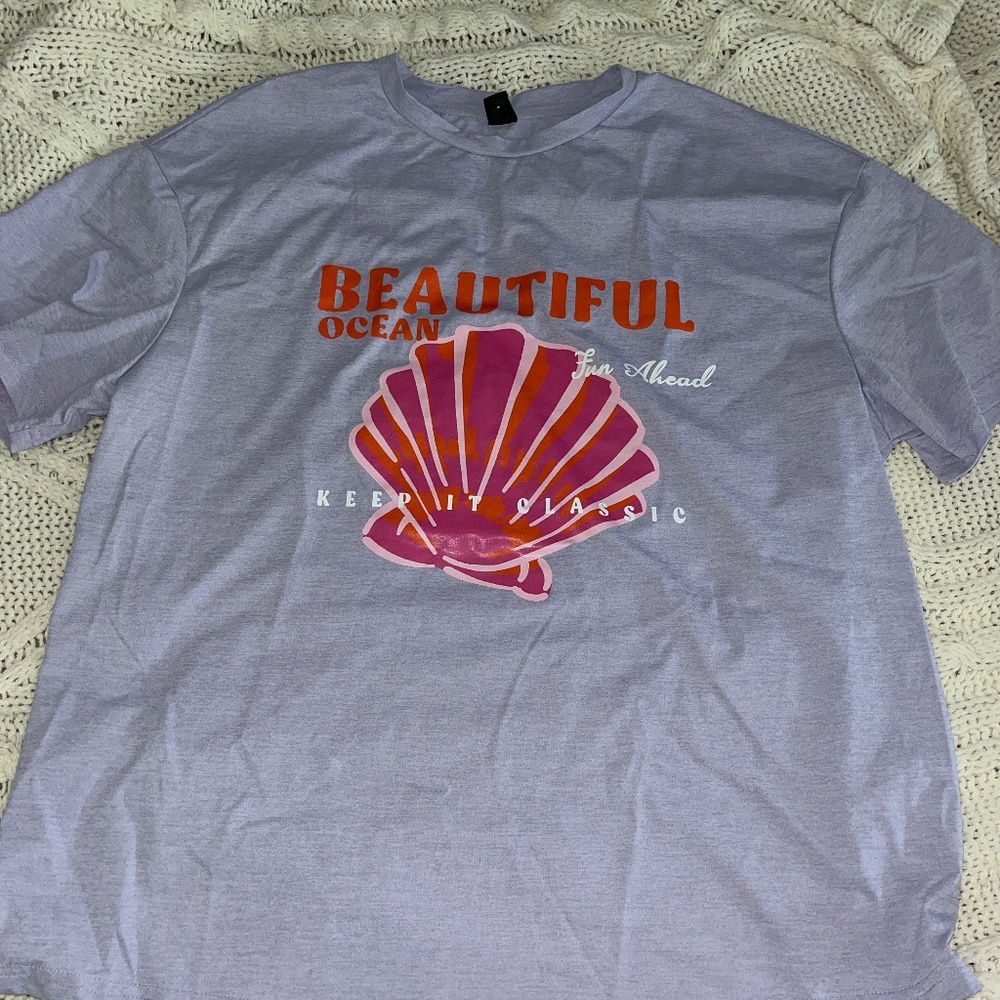 BEAUTIFUL
OCEAN
Fun Ahead
KEEP IT CLASSIC